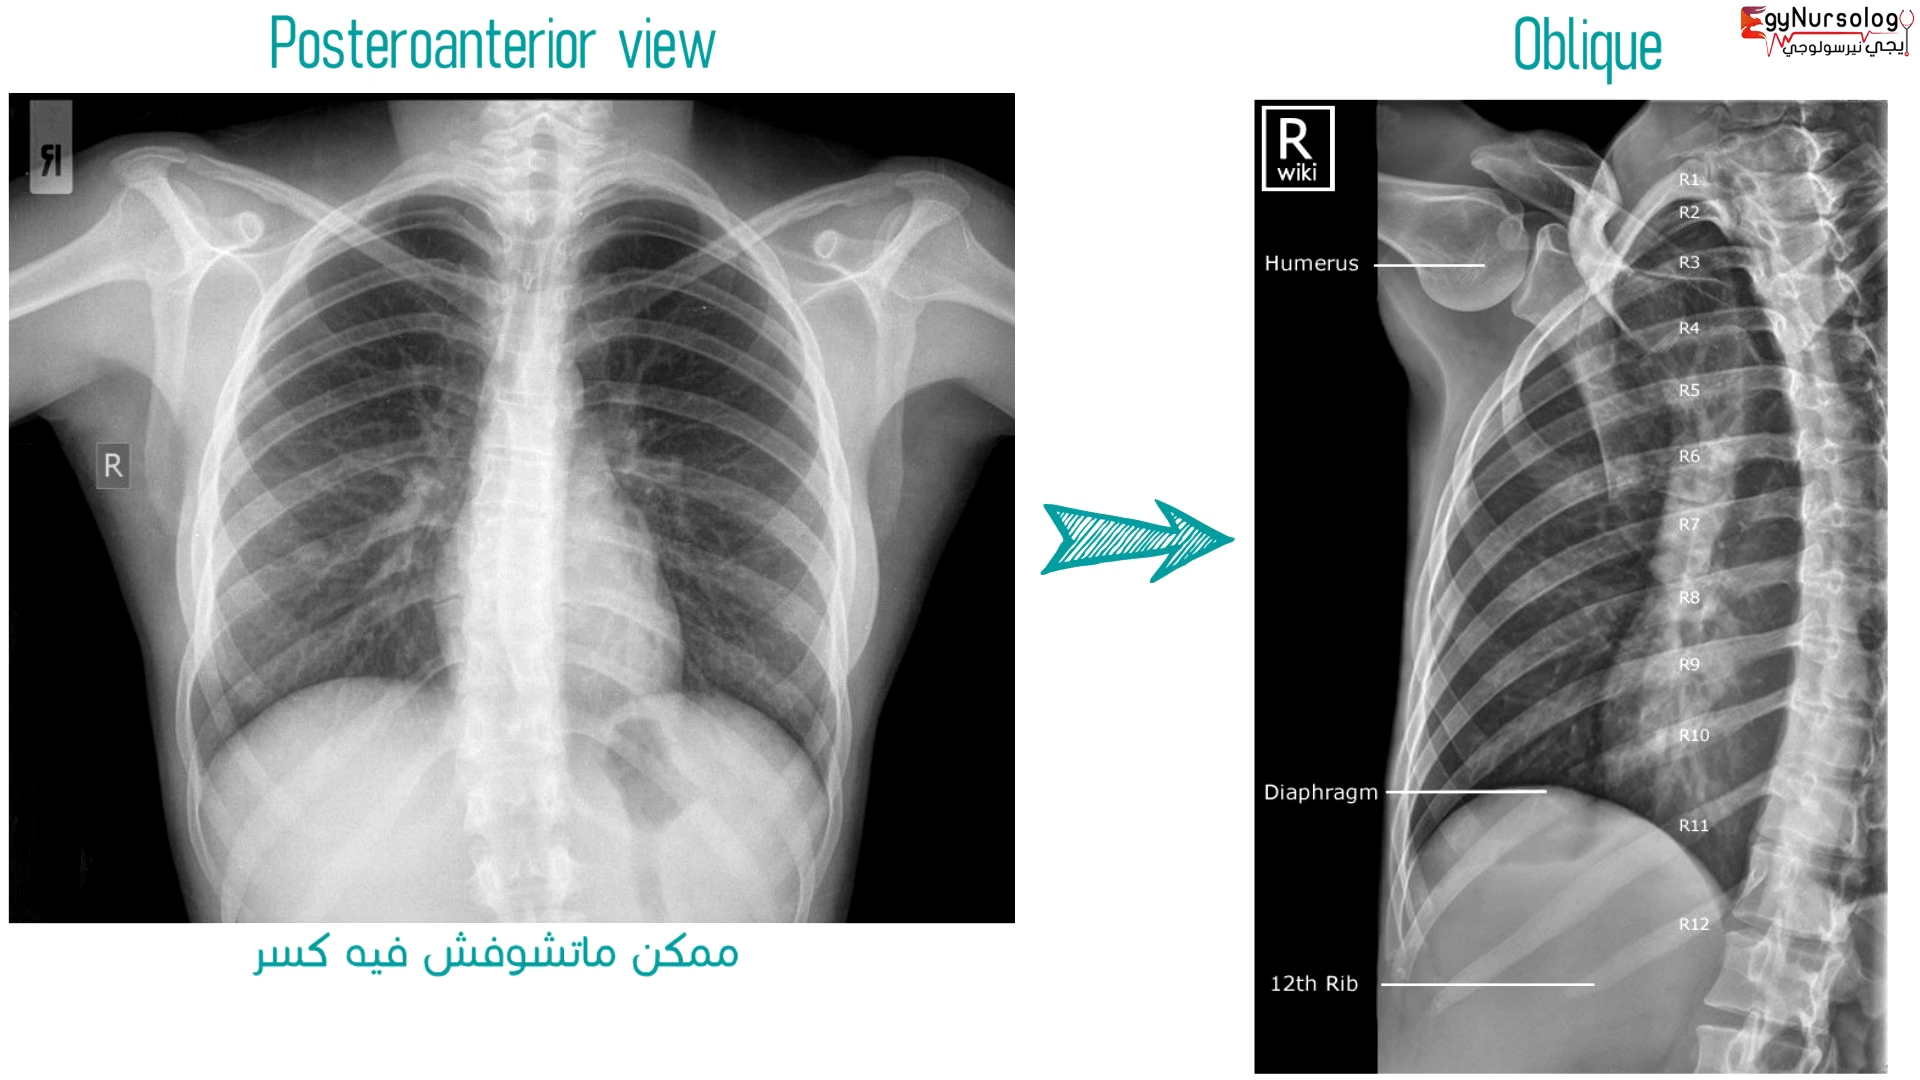 Posteroanterior view
Oblique
EgyNursology
إيجي نيرسولوجي
R
R
R
wiki
Humerus
R1
R2
R3
R4
R5
R6
R7
R8
R9
R10
Diaphragm
R11
R12
12th Rib
ممكن ماتشوفش فيه كسر